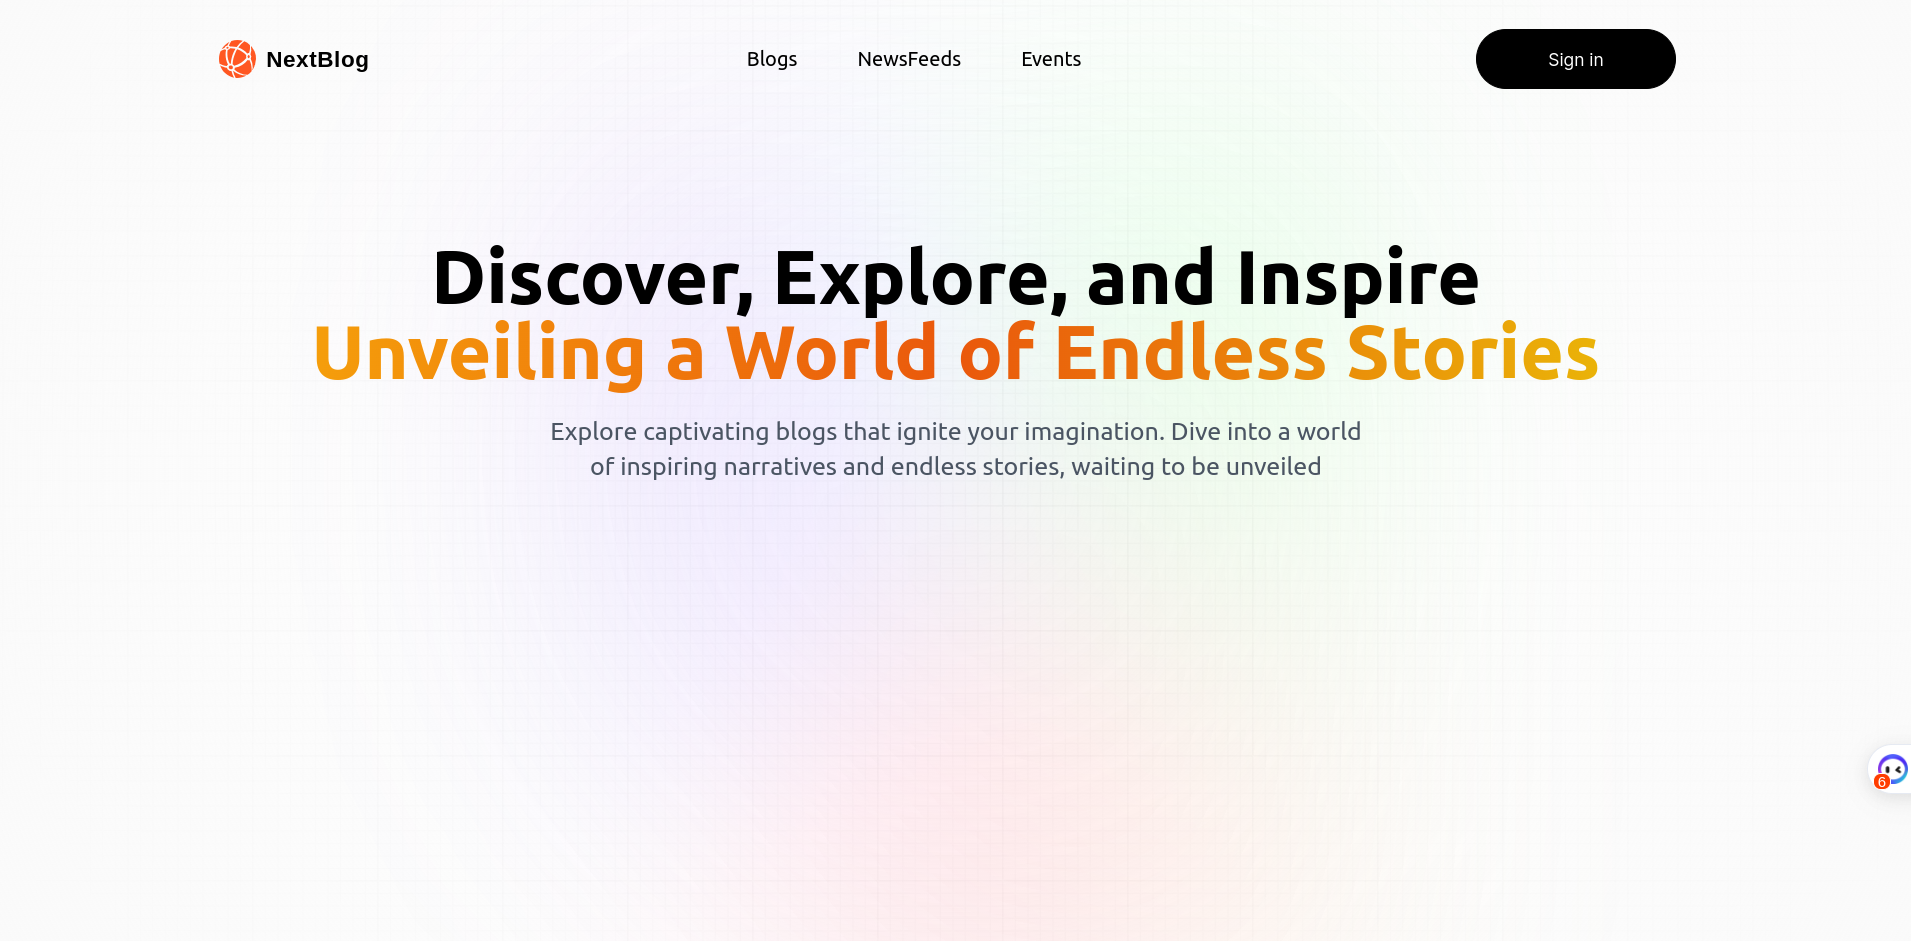 NextBlog
Blogs
NewsFeeds
Events
Sign in
Discover, Explore, and Inspire
Unveiling a World of Endless Stories
Explore captivating blogs that ignite your imagination. Dive into a world
of inspiring narratives and endless stories, waiting to be unveiled
6